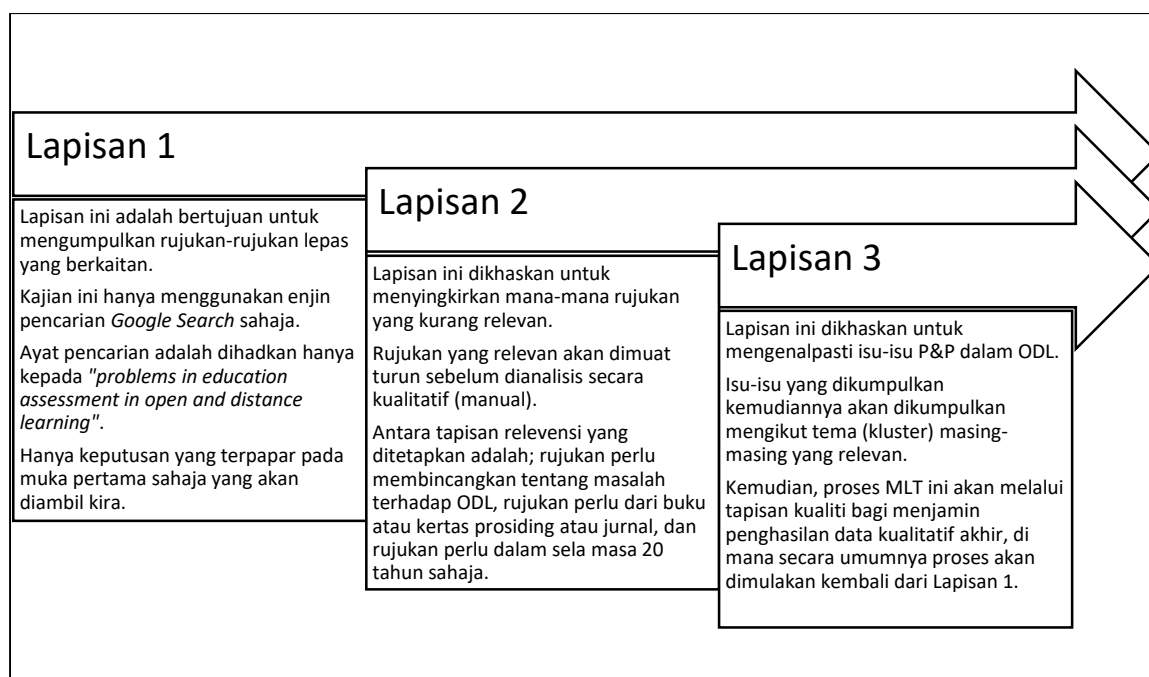 Lapisan 1
Lapisan ini adalah bertujuan untuk
mengumpulkan rujukan-rujukan lepas
yang berkaitan.
Kajian ini hanya menggunakan enjin
pencarian Google Search sahaja.
Ayat pencarian adalah dihadkan hanya
kepada "problems in education
assessment in open and distance
learning".
Hanya keputusan yang terpapar pada
muka pertama sahaja yang akan
diambil kira.
Lapisan 2
Lapisan ini dikhaskan untuk
menyingkirkan mana-mana rujukan
yang kurang relevan.
Rujukan yang relevan akan dimuat
turun sebelum dianalisis secara
kualitatif (manual).
Antara tapisan relevensi yang
ditetapkan adalah; rujukan perlu
membincangkan tentang masalah
terhadap ODL, rujukan perlu dari buku
atau kertas prosiding atau jurnal, dan
rujukan perlu dalam sela masa 20
tahun sahaja.
Lapisan 3
Lapisan ini dikhaskan untuk
mengenalpasti isu-isu P&P dalam ODL.
Isu-isu yang dikumpulkan
kemudiannya akan dikumpulkan
mengikut tema (kluster) masing-
masing yang relevan.
Kemudian, proses MLT ini akan melalui
tapisan kualiti bagi menjamin
penghasilan data kualitatif akhir, di
mana secara umumnya proses akan
dimulakan kembali dari Lapisan 1.